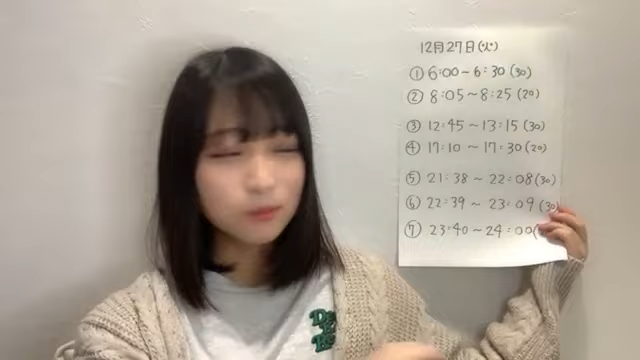 12月27日(火)
① 6:00～6:30 (30)
② 8:05～8:25 (20)
③ 12:45～13:15 (30)
④ 17:10～17:30 (20)
⑤ 21:38～22:08 (30)
⑥ 22:39～23:09 (30)
⑦ 23:40～24:00 (